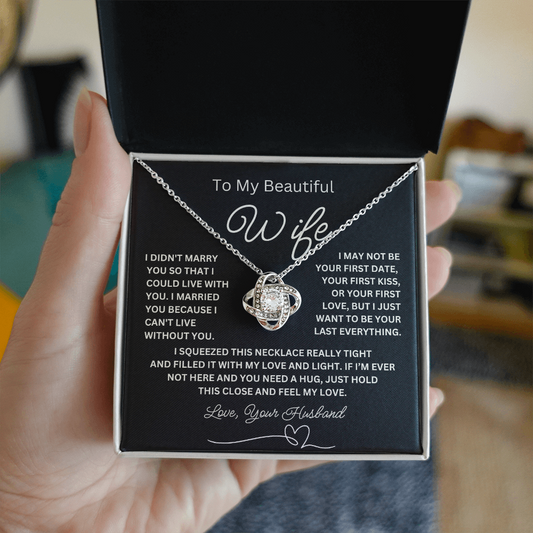 To My Beautiful
Wife
I DIDN'T MARRY
YOU SO THAT I
COULD LIVE WITH
YOU. I MARRIED
YOU BECAUSE I
CAN'T LIVE
WITHOUT YOU.
I MAY NOT BE
YOUR FIRST DATE,
YOUR FIRST KISS,
OR YOUR FIRST
LOVE, BUT I JUST
WANT TO BE YOUR
LAST EVERYTHING.
I SQUEEZED THIS NECKLACE REALLY TIGHT
AND FILLED IT WITH MY LOVE AND LIGHT. IF I'M EVER
NOT HERE AND YOU NEED A HUG, JUST HOLD
THIS CLOSE AND FEEL MY LOVE.
Love, Your Husband